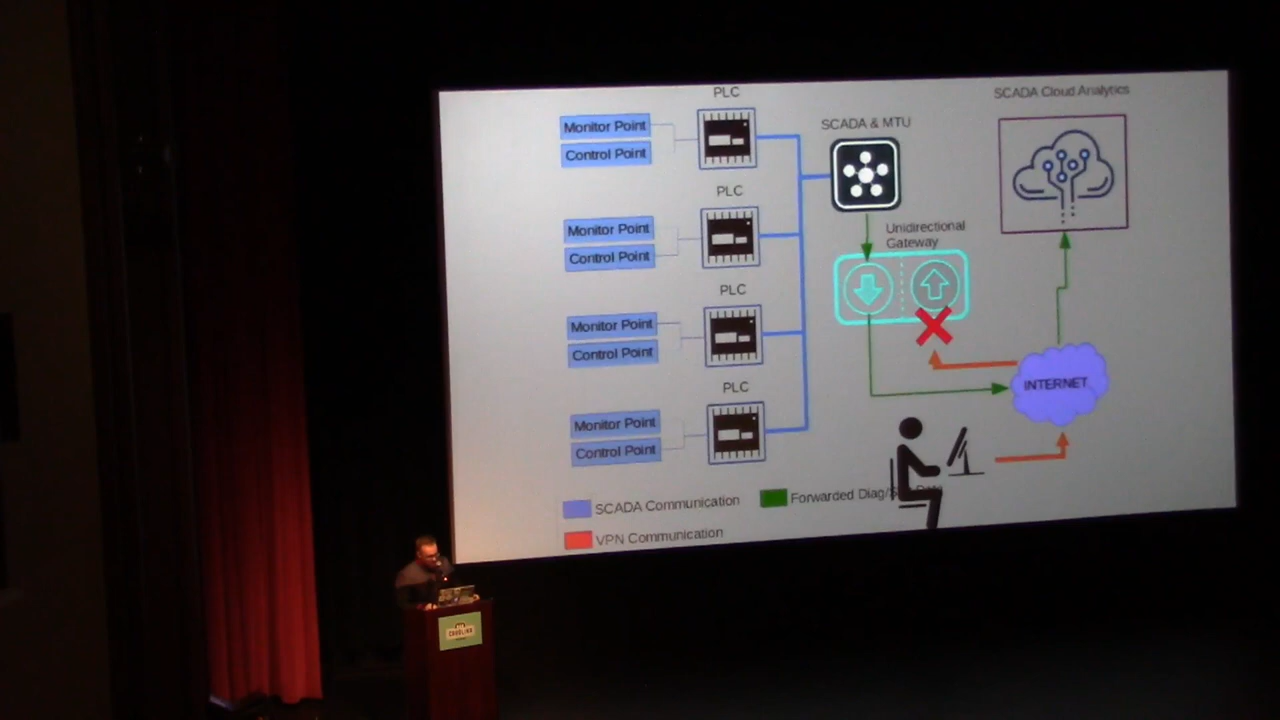 PLC
SCADA Cloud Analytics
Monitor Point
Control Point
SCADA & MTU
PLC
Monitor Point
Control Point
Unidirectional
Gateway
PLC
Monitor Point
Control Point
INTERNET
PLC
Monitor Point
Control Point
SCADA Communication
Forwarded Diag/
VPN Communication
CAROLINA